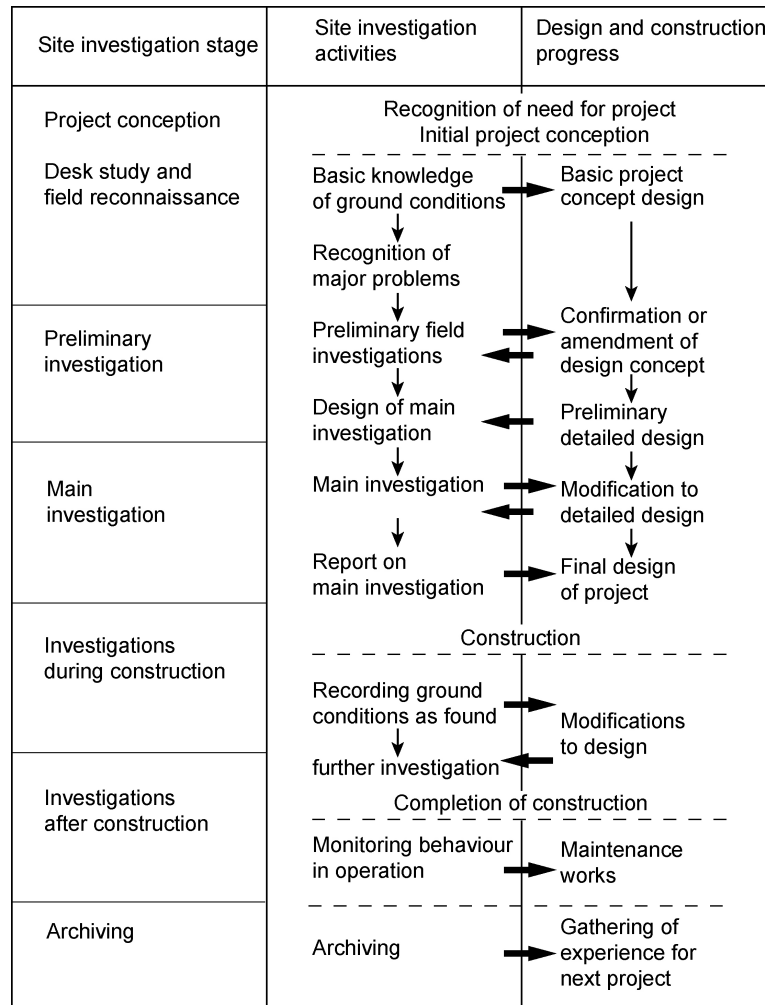 Site investigation stage
Site investigation
activities
Design and construction
progress
Project conception
Recognition of need for project
Initial project conception
Desk study and
field reconnaissance
Basic knowledge
of ground conditions
Basic project
concept design
Recognition of
major problems
Preliminary
investigation
Preliminary field
investigations
Confirmation or
amendment of
design concept
Design of main
investigation
Preliminary
detailed design
Main
investigation
Main investigation
Modification to
detailed design
Report on
main investigation
Final design
of project
Construction
Investigations
during construction
Recording ground
conditions as found
Modifications
to design
further investigation
Investigations
after construction
Completion of construction
Monitoring behaviour
in operation
Maintenance
works
Archiving
Archiving
Gathering of
experience for
next project